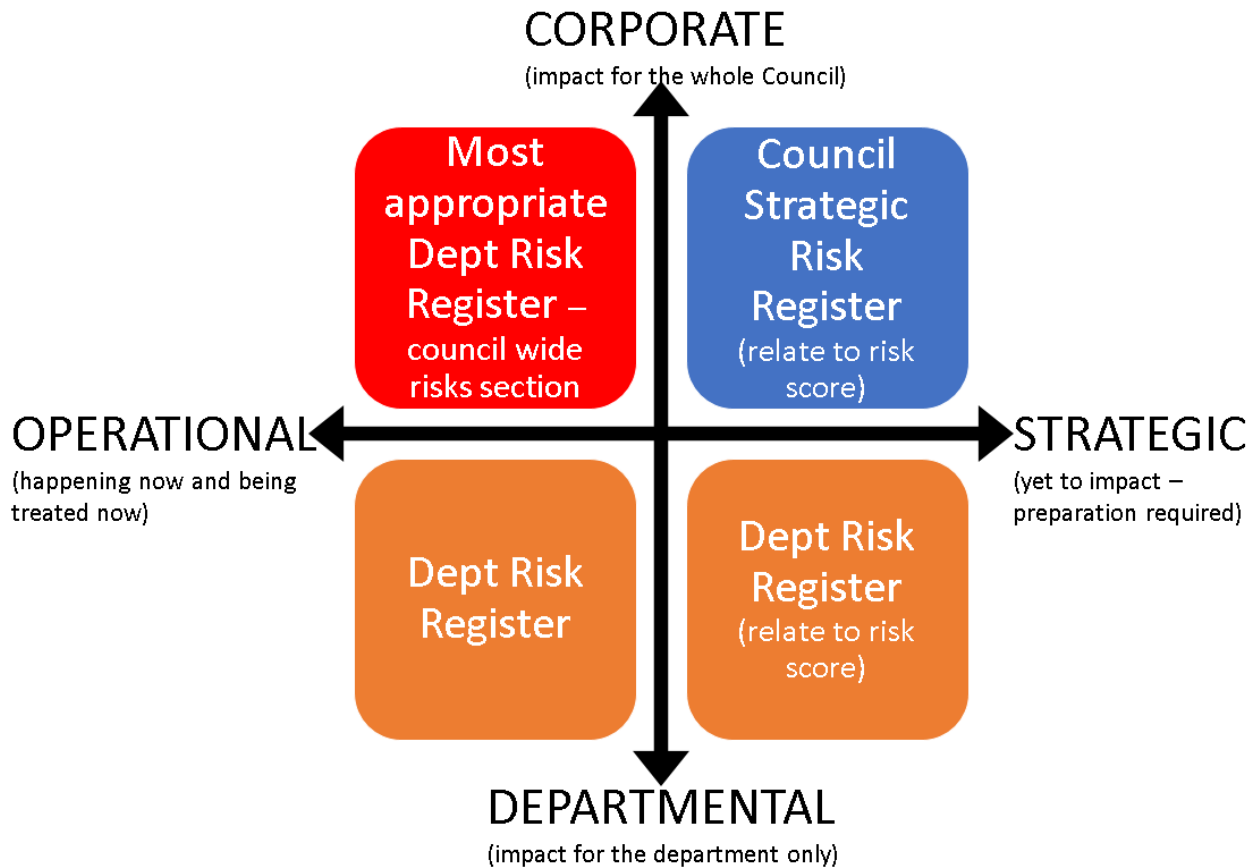 CORPORATE
(impact for the whole Council)
Most
appropriate
Dept Risk
Register –
council wide
risks section
Council
Strategic
Risk
Register
(relate to risk
score)
OPERATIONAL
(happening now and being
treated now)
STRATEGIC
(yet to impact –
preparation required)
Dept Risk
Register
Dept Risk
Register
(relate to risk
score)
DEPARTMENTAL
(impact for the department only)